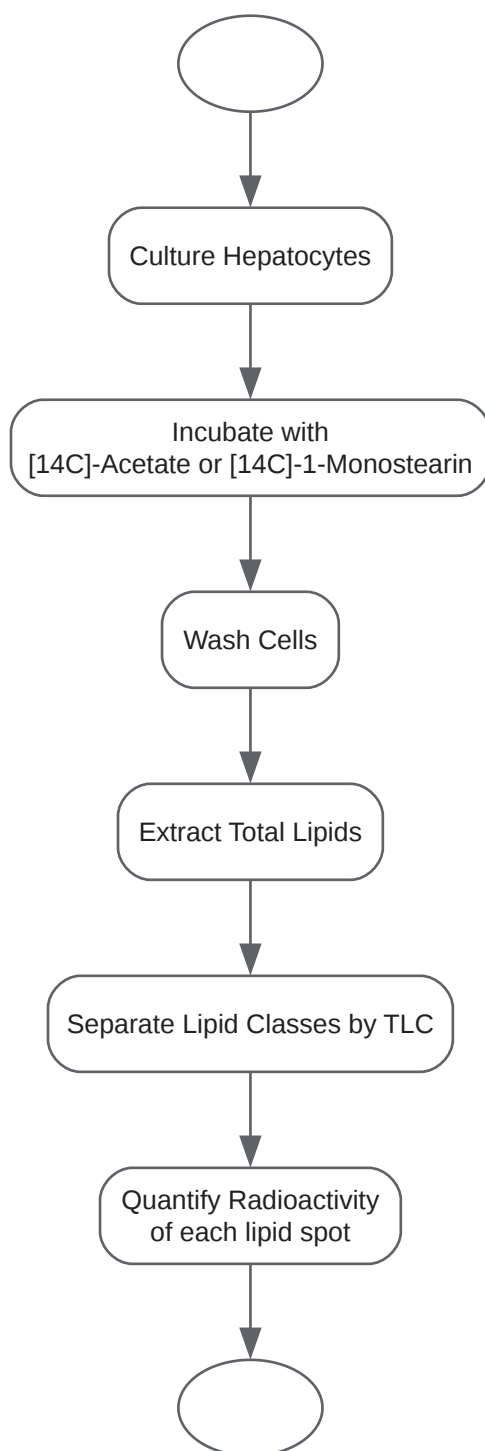 Culture Hepatocytes
Incubate with
[14C]-Acetate or [14C]-1-Monostearin
Wash Cells
Extract Total Lipids
Separate Lipid Classes by TLC
Quantify Radioactivity
of each lipid spot